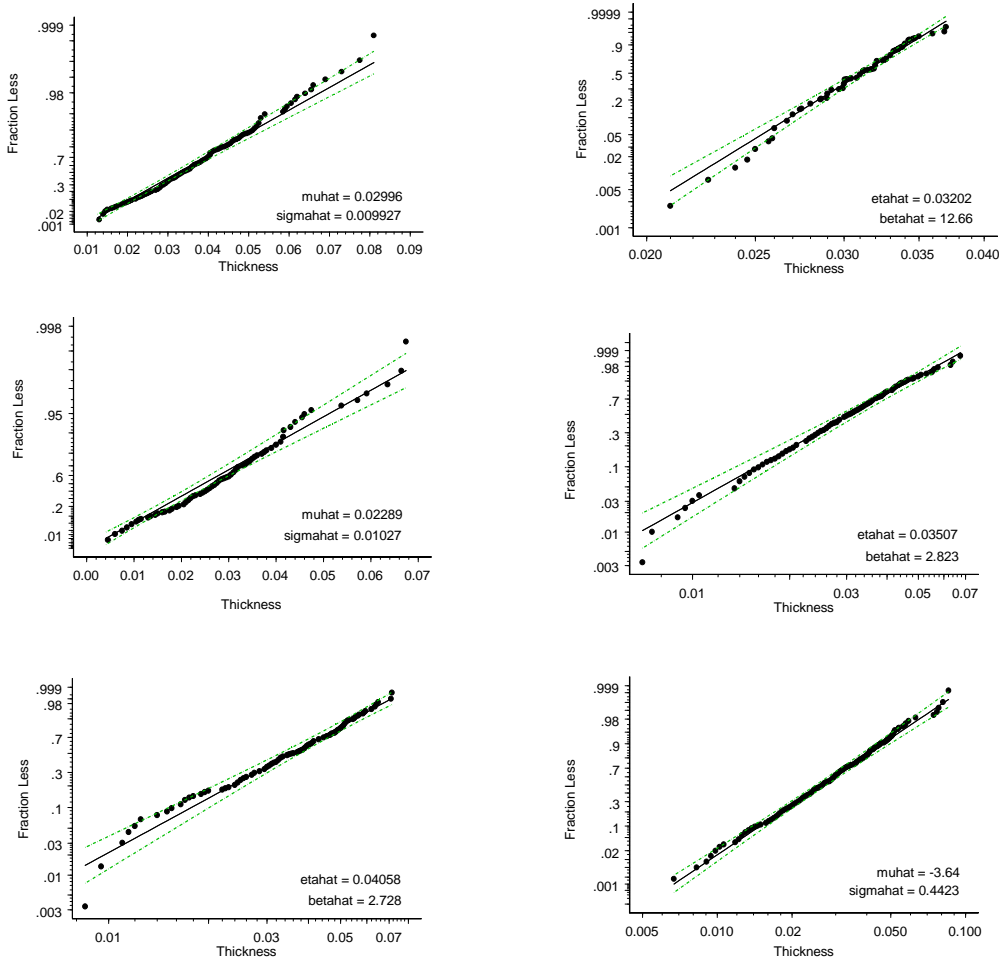 .999
.98
.7
.3
.02
.001
Fraction Less
muhat = 0.02996
sigmahat = 0.009927
0.01 0.02 0.03 0.04 0.05 0.06 0.07 0.08 0.09
Thickness
.9999
.9
.5
.2
.05
.02
.005
.001
Fraction Less
etahat = 0.03202
betahat = 12.66
0.020 0.025 0.030 0.035 0.040
Thickness
.998
.95
.6
.2
.01
Fraction Less
muhat = 0.02289
sigmahat = 0.01027
0.00 0.01 0.02 0.03 0.04 0.05 0.06 0.07
Thickness
.999
.98
.7
.3
.1
.03
.01
.003
Fraction Less
etahat = 0.03507
betahat = 2.823
0.01 0.03 0.05 0.07
Thickness
.999
.98
.7
.3
.1
.03
.01
.003
Fraction Less
etahat = 0.04058
betahat = 2.728
0.01 0.03 0.05 0.07
Thickness
.999
.98
.9
.7
.3
.1
.02
.001
Fraction Less
muhat = -3.64
sigmahat = 0.4423
0.005 0.010 0.020 0.050 0.100
Thickness